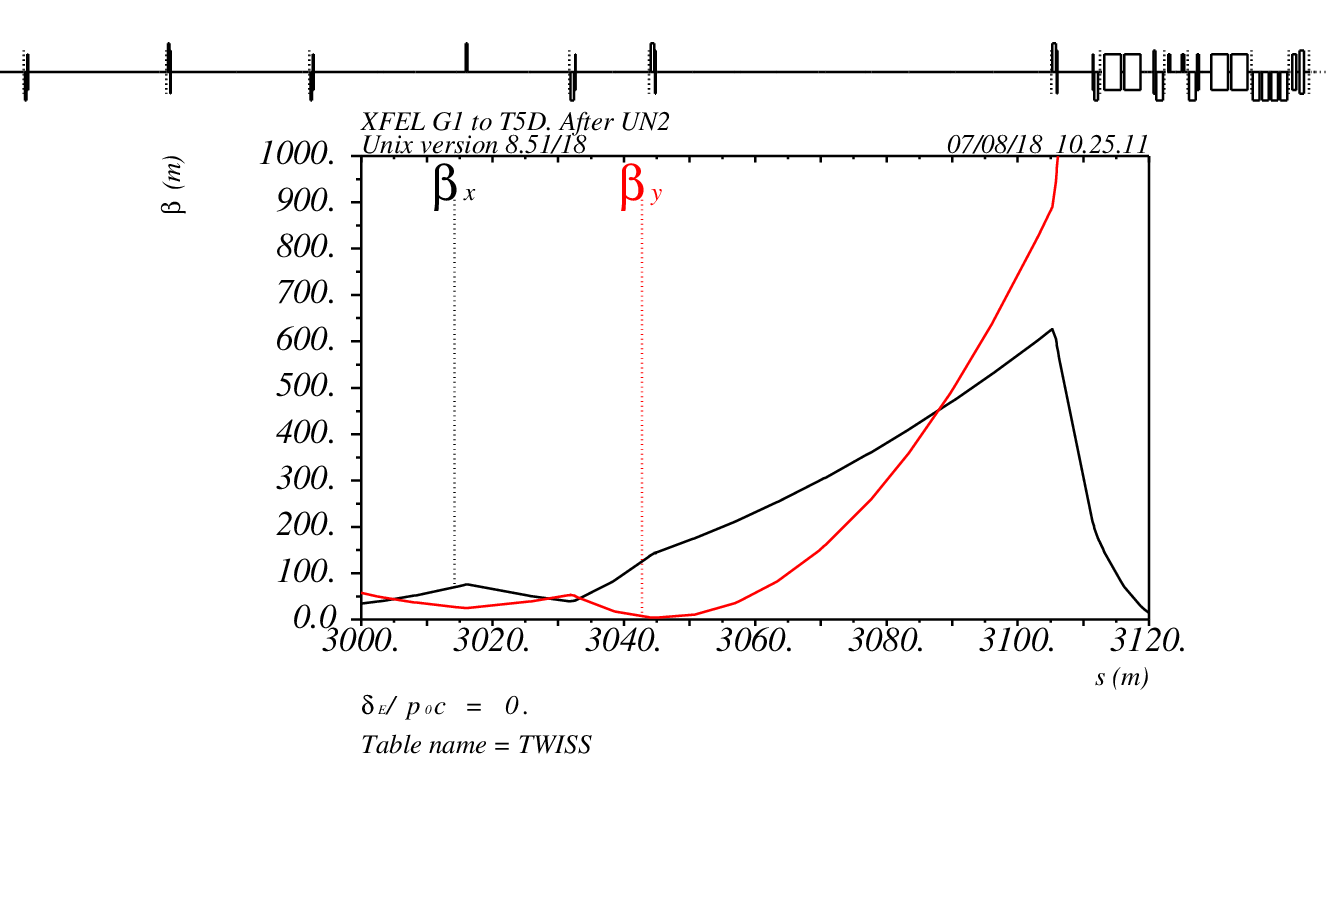 XFEL G1 to T5D. After UN2
Unix version 8.51/18 07/08/18 10.25.11
β (m)
βx βy
1000.
900.
800.
700.
600.
500.
400.
300.
200.
100.
0.0
3000. 3020. 3040. 3060. 3080. 3100. 3120.
s (m)
δE/ p0c = 0.
Table name = TWISS